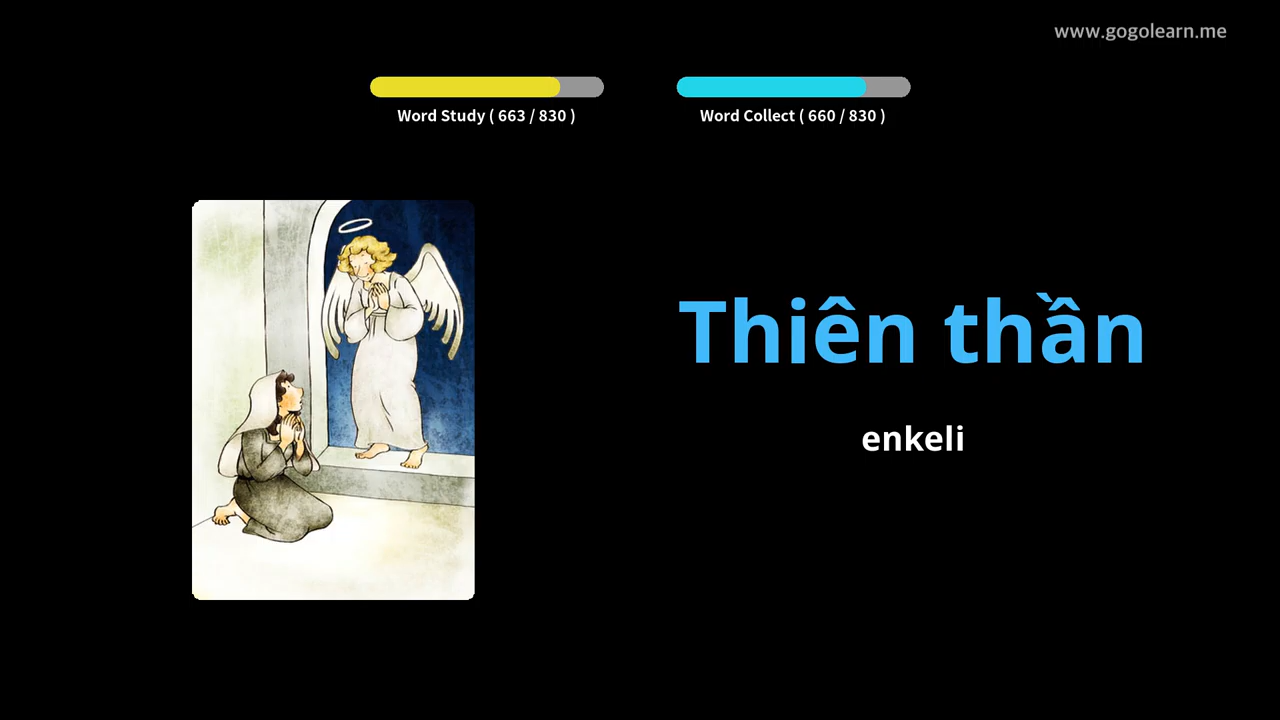 www.gogolearn.me
Word Study ( 663 / 830 )
Word Collect ( 660 / 830 )
Thiên thần
enkeli